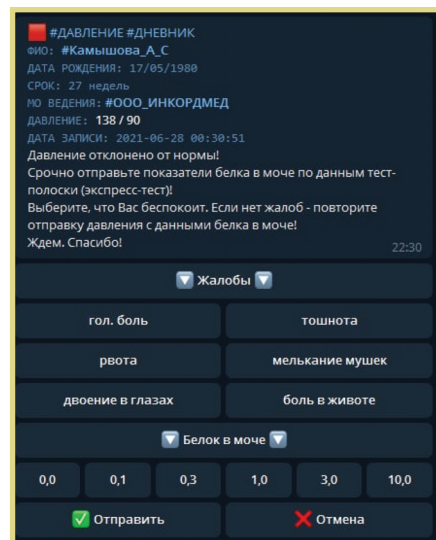 #ДАВЛЕНИЕ #ДНЕВНИК
ФИО: #Камышова_А_С
ДАТА РОЖДЕНИЯ: 17/05/1980
СРОК: 27 недель
МО ВЕДЕНИЯ: #ООО_ИНКОРДМЕД
ДАВЛЕНИЕ: 138 / 90
ДАТА ЗАПИСИ: 2021-06-28 00:30:51
Давление отклонено от нормы!
Срочно отправьте показатели белка в моче по данным тест-
полоски (экспресс-тест)!
Выберите, что Вас беспокоит. Если нет жалоб - повторите
отправку давления с данными белка в моче!
Ждем. Спасибо!
22:30
Жалобы
гол. боль тошнота
рвота мелькание мушек
двоение в глазах боль в животе
Белок в моче
0,0 0,1 0,3 1,0 3,0 10,0
Отправить Отмена